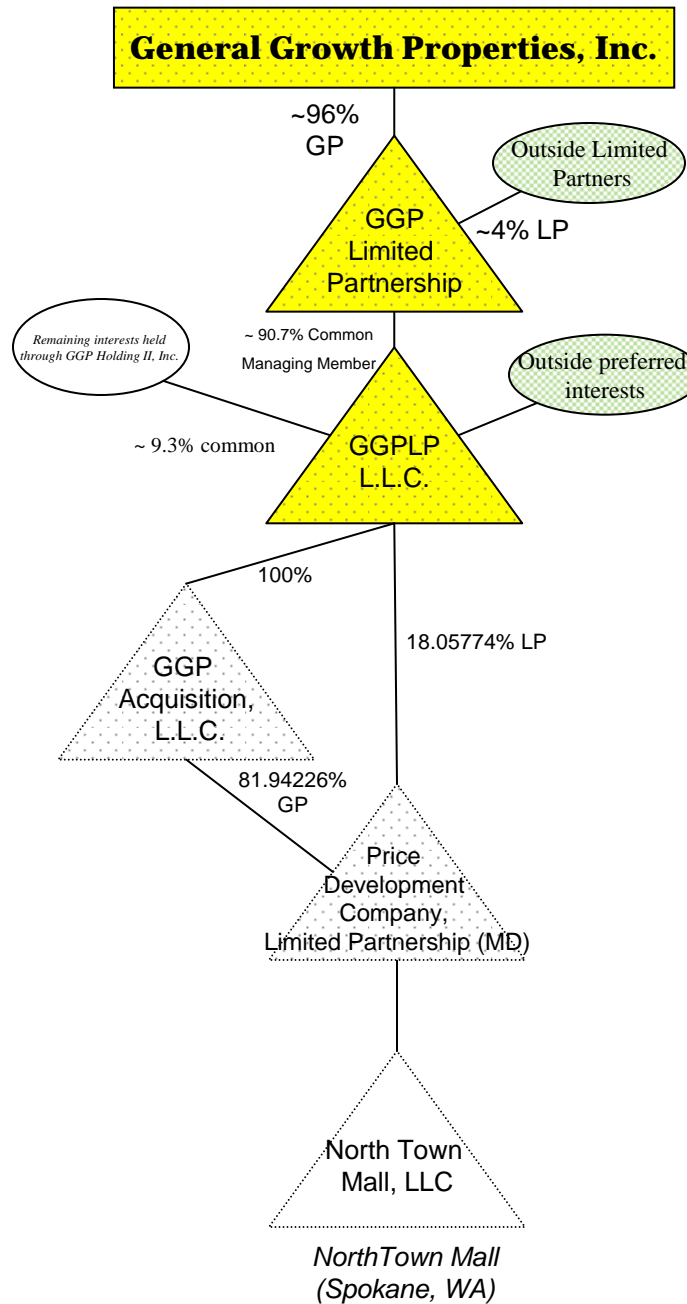 General Growth Properties, Inc.
~96%
GP
Outside Limited
Partners
GGP
Limited
Partnership
~4% LP
Remaining interests held
through GGP Holding II, Inc.
~ 90.7% Common
Managing Member
Outside preferred
interests
~ 9.3% common
GGPLP
L.L.C.
100%
18.05774% LP
GGP
Acquisition,
L.L.C.
81.94226%
GP
Price
Development
Company,
Limited Partnership (MD)
North Town
Mall, LLC
NorthTown Mall
(Spokane, WA)